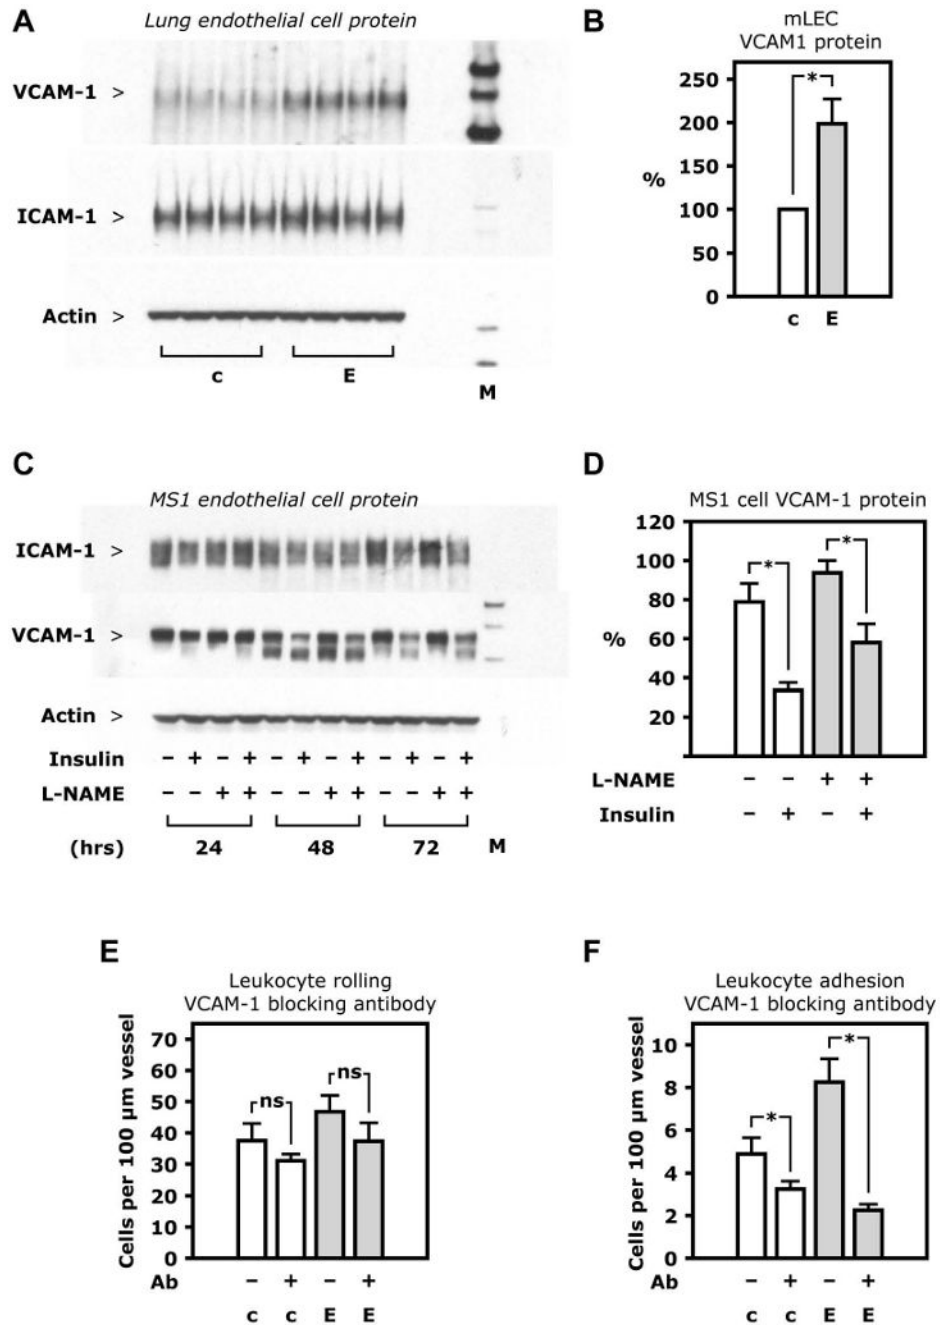 A
Lung endothelial cell protein
VCAM-1 >
ICAM-1 >
Actin >
c E
M
B
mLEC
VCAM1 protein
250
200
150
100
50
0
%
*
c E
C
MS1 endothelial cell protein
ICAM-1 >
VCAM-1 >
Actin >
Insulin − + − + − + − + − + − +
L-NAME − − + + − − + + − − + +
(hrs) 24 48 72 M
D
MS1 cell VCAM-1 protein
120
100
80
60
40
20
%
* *
L-NAME − − + +
Insulin − + − +
E
Leukocyte rolling
VCAM-1 blocking antibody
Cells per 100 µm vessel
70
60
50
40
30
20
10
0
ns ns
Ab − + − +
c c E E
F
Leukocyte adhesion
VCAM-1 blocking antibody
Cells per 100 µm vessel
10
8
6
4
2
0
* *
Ab − + − +
c c E E